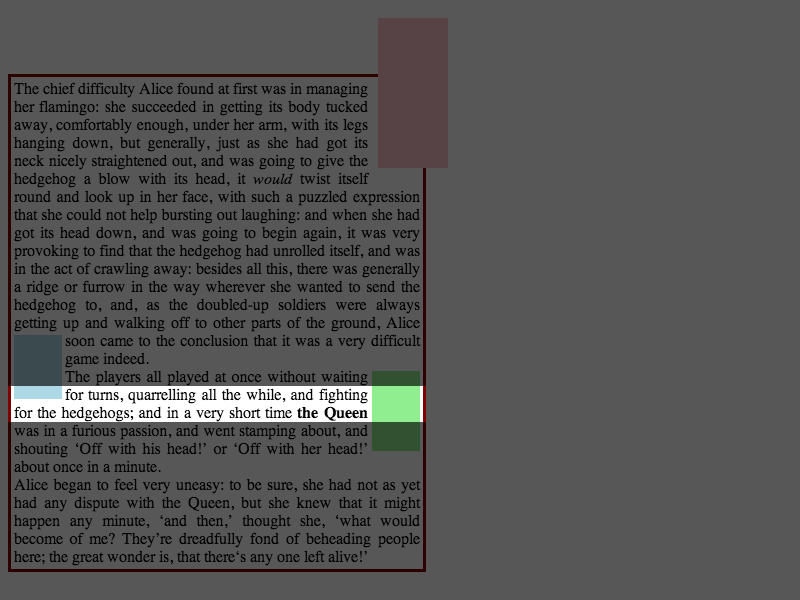 The chief difficulty Alice found at first was in managing
her flamingo: she succeeded in getting its body tucked
away, comfortably enough, under her arm, with its legs
hanging down, but generally, just as she had got its
neck nicely straightened out, and was going to give the
hedgehog a blow with its head, it would twist itself
round and look up in her face, with such a puzzled expression
that she could not help bursting out laughing: and when she had
got its head down, and was going to begin again, it was very
provoking to find that the hedgehog had unrolled itself, and was
in the act of crawling away: besides all this, there was generally
a ridge or furrow in the way wherever she wanted to send the
hedgehog to, and, as the doubled-up soldiers were always
getting up and walking off to other parts of the ground, Alice
soon came to the conclusion that it was a very difficult
game indeed.
The players all played at once without waiting
for turns, quarrelling all the while, and fighting
for the hedgehogs; and in a very short time the Queen
was in a furious passion, and went stamping about, and
shouting ‘Off with his head!’ or ‘Off with her head!’
about once in a minute.
Alice began to feel very uneasy: to be sure, she had not as yet
had any dispute with the Queen, but she knew that it might
happen any minute, ‘and then,’ thought she, ‘what would
become of me? They’re dreadfully fond of beheading people
here; the great wonder is, that there‘s any one left alive!’